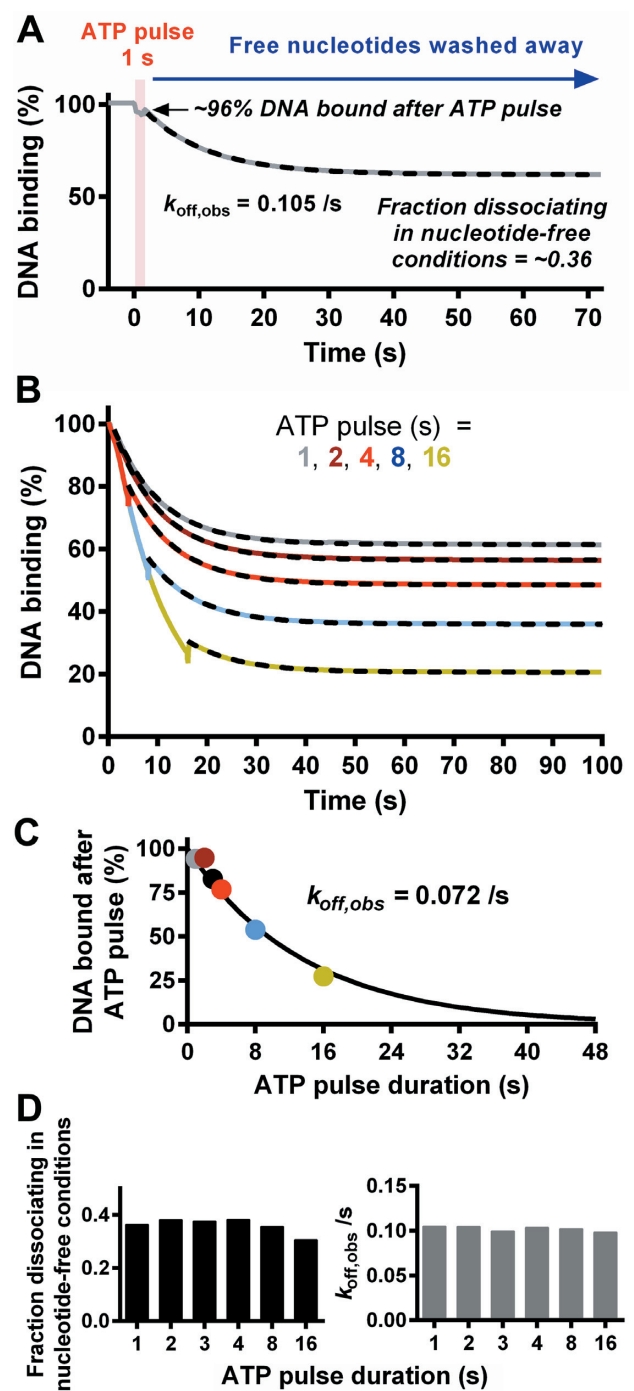 A
ATP pulse
1 s
Free nucleotides washed away
~96% DNA bound after ATP pulse
koff,obs = 0.105 /s
Fraction dissociating
in nucleotide-free
conditions = ~0.36
DNA binding (%)
100
50
0
0 10 20 30 40 50 60 70
Time (s)
B
ATP pulse (s) =
1, 2, 4, 8, 16
DNA binding (%)
100
80
60
40
20
0
0 10 20 30 40 50 60 70 80 90 100
Time (s)
C
DNA bound after
ATP pulse (%)
100
75
50
25
0
koff,obs = 0.072 /s
0 8 16 24 32 40 48
ATP pulse duration (s)
D
Fraction dissociating in
nucleotide-free conditions
0.4
0.2
0.0
1 2 3 4 8 16
koff,obs /s
0.15
0.10
0.05
0.00
1 2 3 4 8 16
ATP pulse duration (s)